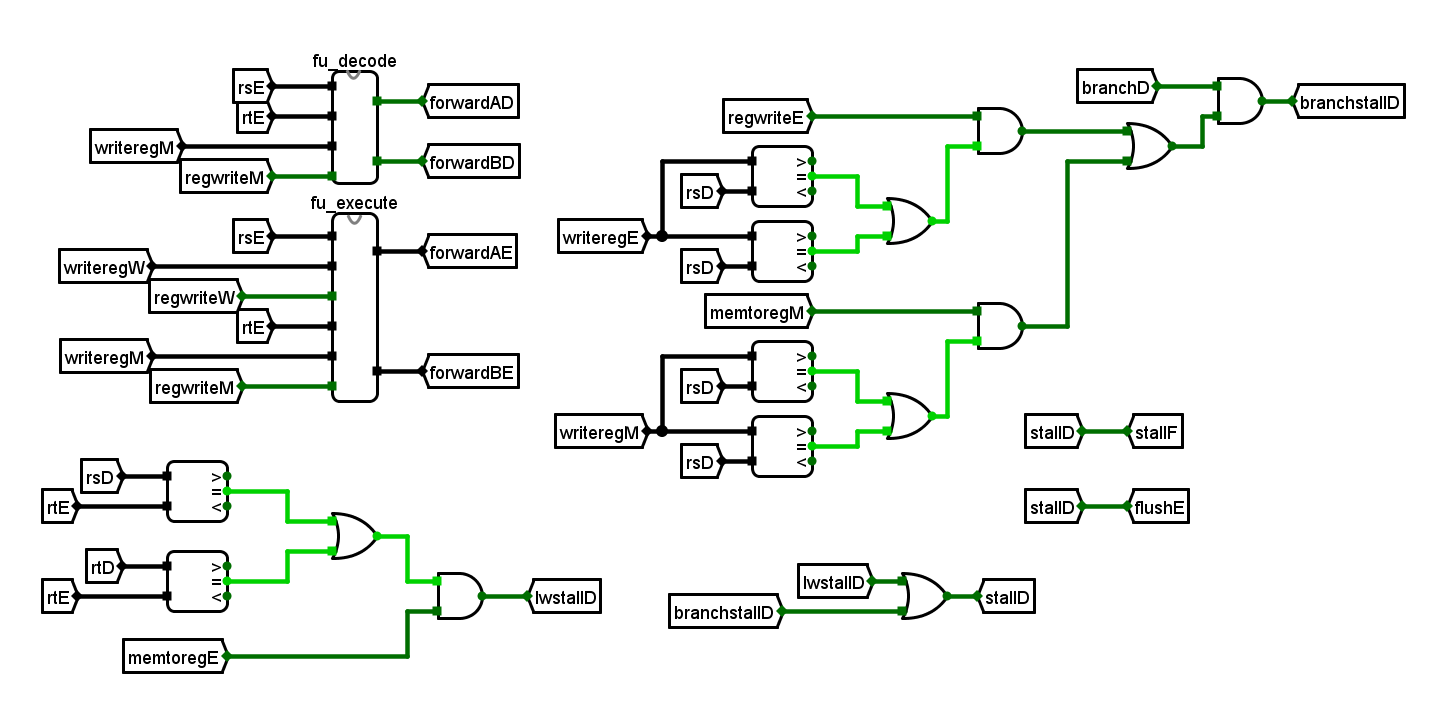 fu_decode
rsE
rtE
writeregM
regwriteM
forwardAD
forwardBD
fu_execute
rsE
writeregW
regwriteW
rtE
writeregM
regwriteM
forwardAE
forwardBE
rsD
rtE
>
=
<
rtD
rtE
>
=
<
memtoregE
lwstallD
regwriteE
>
=
<
rsD
writeregE
>
=
<
rsD
memtoregM
>
=
<
rsD
writeregM
>
=
<
rsD
branchD
branchstallD
stallD
stallF
stallD
flushE
lwstallD
branchstallD
stallD